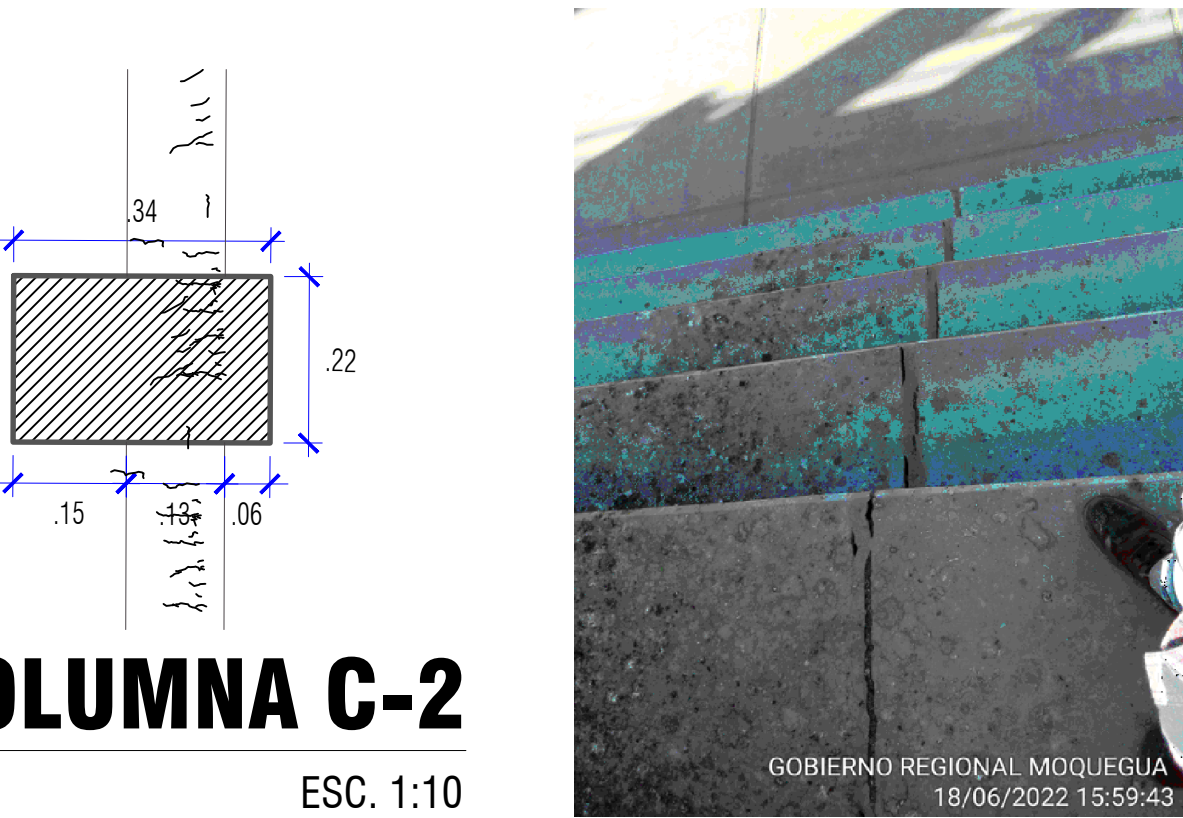 .34
.22
.15 .13 .06
OLUMNA C-2
ESC. 1:10
GOBIERNO REGIONAL MOQUEGUA
18/06/2022 15:59:43